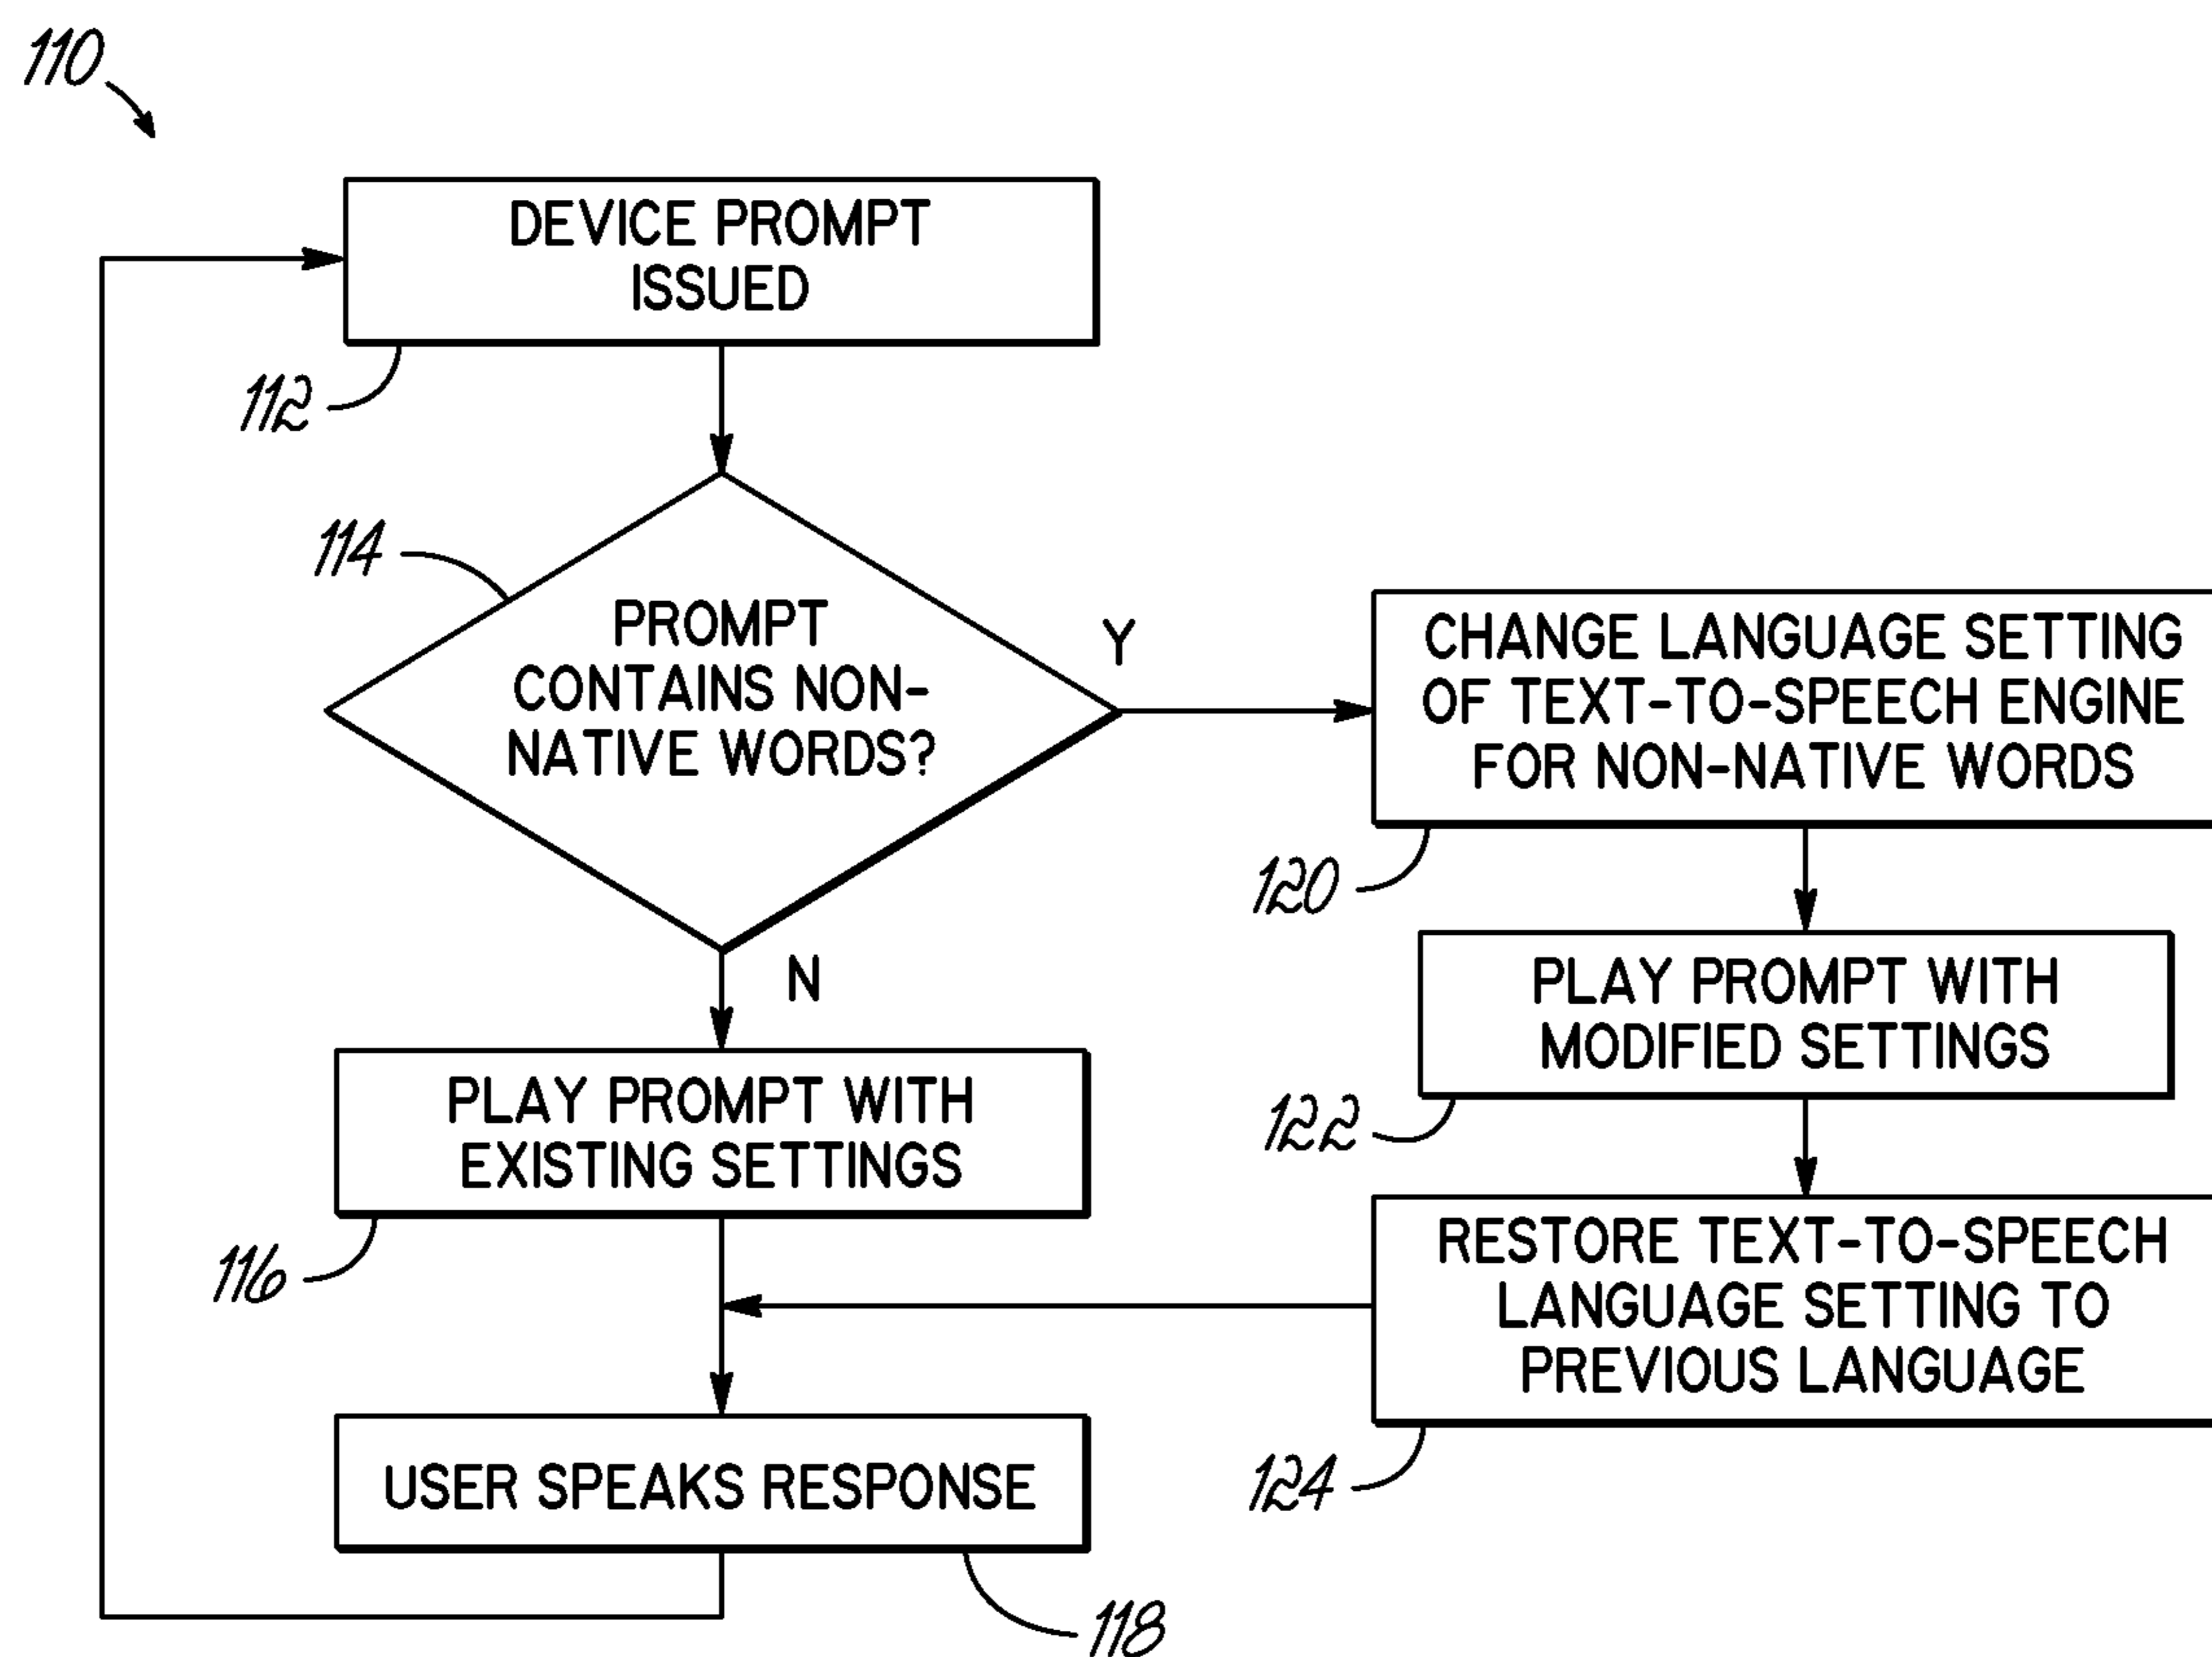 110
DEVICE PROMPT
ISSUED
112
114
PROMPT
CONTAINS NON-
NATIVE WORDS?
Y
N
CHANGE LANGUAGE SETTING
OF TEXT-TO-SPEECH ENGINE
FOR NON-NATIVE WORDS
120
PLAY PROMPT WITH
MODIFIED SETTINGS
122
PLAY PROMPT WITH
EXISTING SETTINGS
116
RESTORE TEXT-TO-SPEECH
LANGUAGE SETTING TO
PREVIOUS LANGUAGE
124
USER SPEAKS RESPONSE
118